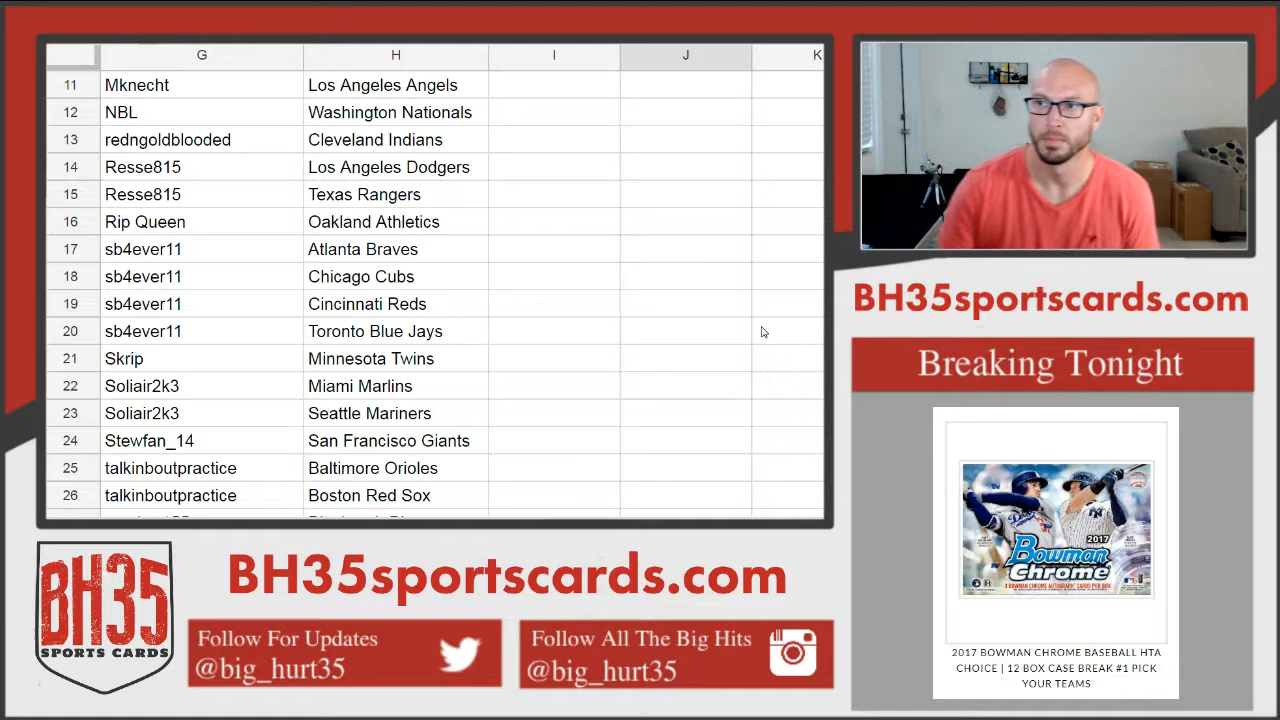 G H I J K
11 Mknecht Los Angeles Angels
12 NBL Washington Nationals
13 redngoldblooded Cleveland Indians
14 Resse815 Los Angeles Dodgers
15 Resse815 Texas Rangers
16 Rip Queen Oakland Athletics
17 sb4ever11 Atlanta Braves
18 sb4ever11 Chicago Cubs
19 sb4ever11 Cincinnati Reds
20 sb4ever11 Toronto Blue Jays
21 Skrip Minnesota Twins
22 Soliair2k3 Miami Marlins
23 Soliair2k3 Seattle Mariners
24 Stewfan_14 San Francisco Giants
25 talkinboutpractice Baltimore Orioles
26 talkinboutpractice Boston Red Sox
BH35sportscards.com
Breaking Tonight
2017
Bowman
Chrome
2017 BOWMAN CHROME BASEBALL HTA
CHOICE | 12 BOX CASE BREAK #1 PICK
YOUR TEAMS
BH35
SPORTS CARDS
BH35sportscards.com
Follow For Updates
@big_hurt35
Follow All The Big Hits
@big_hurt35